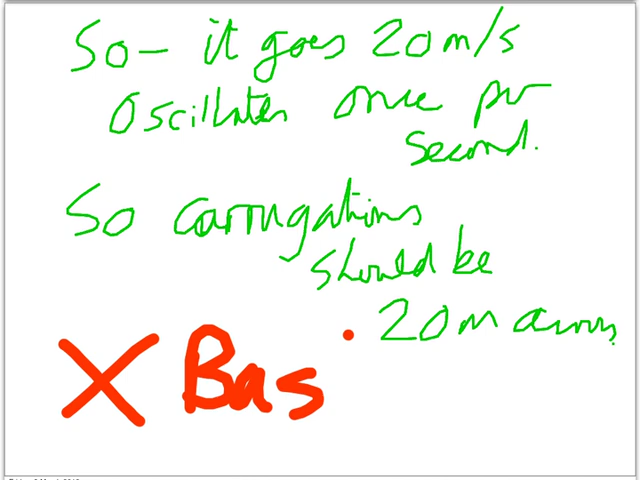 So - it goes 20m/s
Oscillates once per
second.
So corrugations
should be
20m across.
X Bas